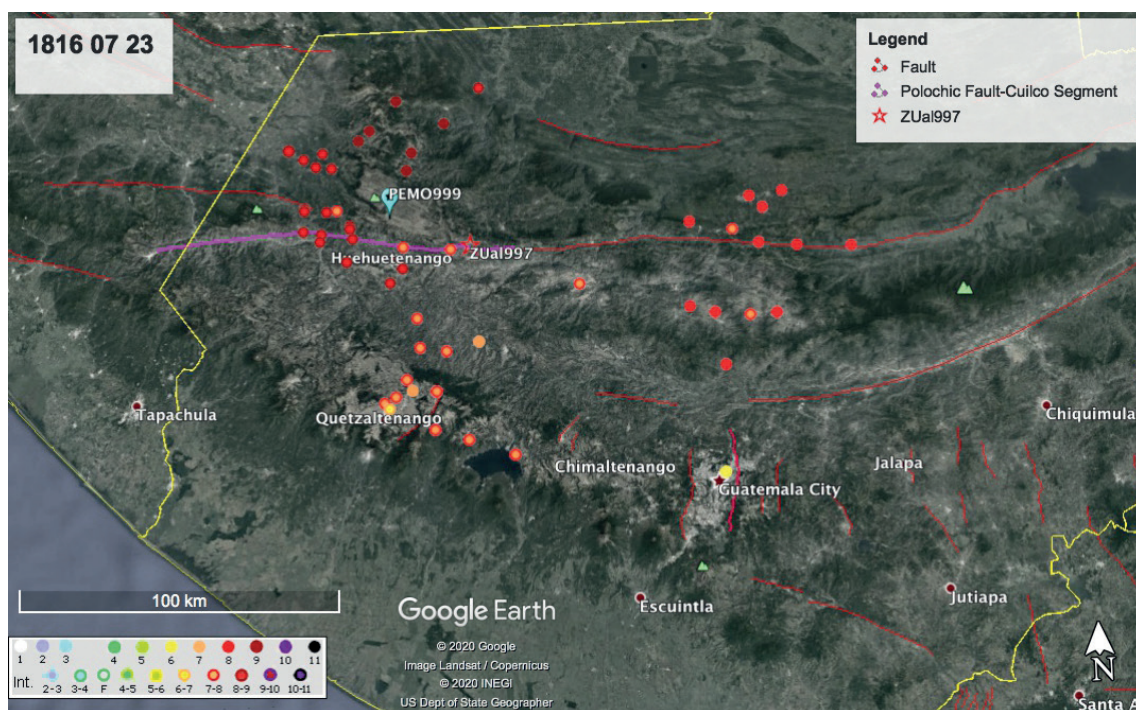 1816 07 23
Legend
Fault
Polochic Fault-Cuilco Segment
ZUal997
PEMO999
Huehuetenango
ZUal997
Tapachula
Quetzaltenango
Chimaltenango
Guatemala City
Chiquimula
Jalapa
Escuintla
Jutiapa
Santa A
100 km
Google Earth
© 2020 Google
Image Landsat / Copernicus
© 2020 INEGI
US Dept of State Geographer
N
1 2 3 4 5 6 7 8 9 10 11
Int. 2-3 3-4 F 4-5 5-6 6-7 7-8 8-9 9-10 10-11